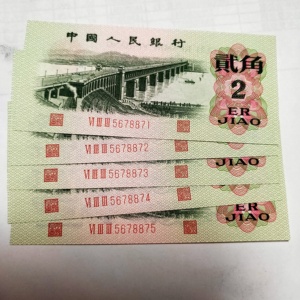 中國人民銀行
貳角
2
ER
JIAO
VI III III 5678871
VI III III 5678872
JIAO
VI III III 5678873
VI III III 5678874
ER
JIAO
VI III III 5678875